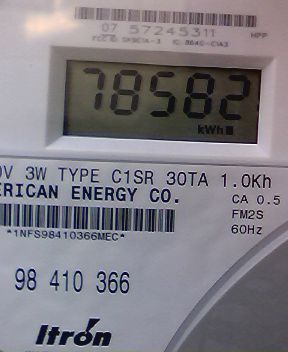 07 57245311
HPP
78582
kWh
0V 3W TYPE C1SR 30TA 1.0Kh
ERICAN ENERGY CO.
CA 0.5
FM2S
60Hz
*1NFS98410366MEC*
98 410 366
Itron